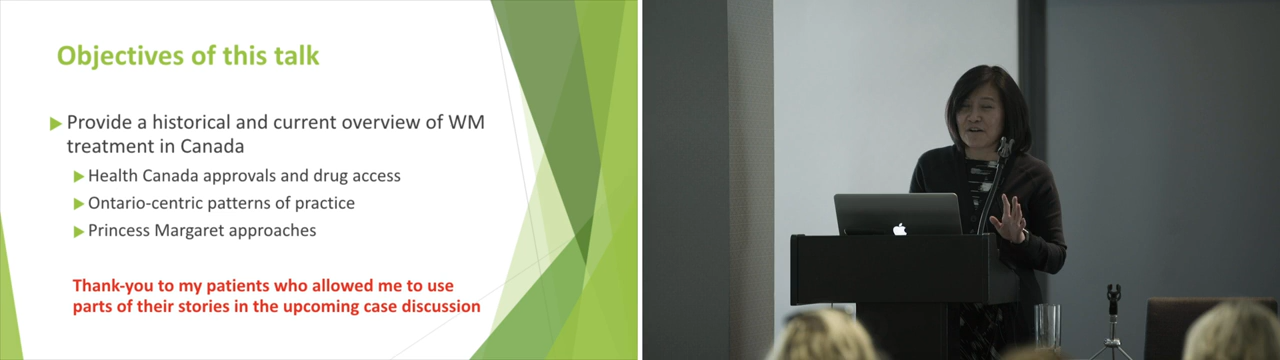 Objectives of this talk
Provide a historical and current overview of WM
treatment in Canada
Health Canada approvals and drug access
Ontario-centric patterns of practice
Princess Margaret approaches
Thank-you to my patients who allowed me to use
parts of their stories in the upcoming case discussion